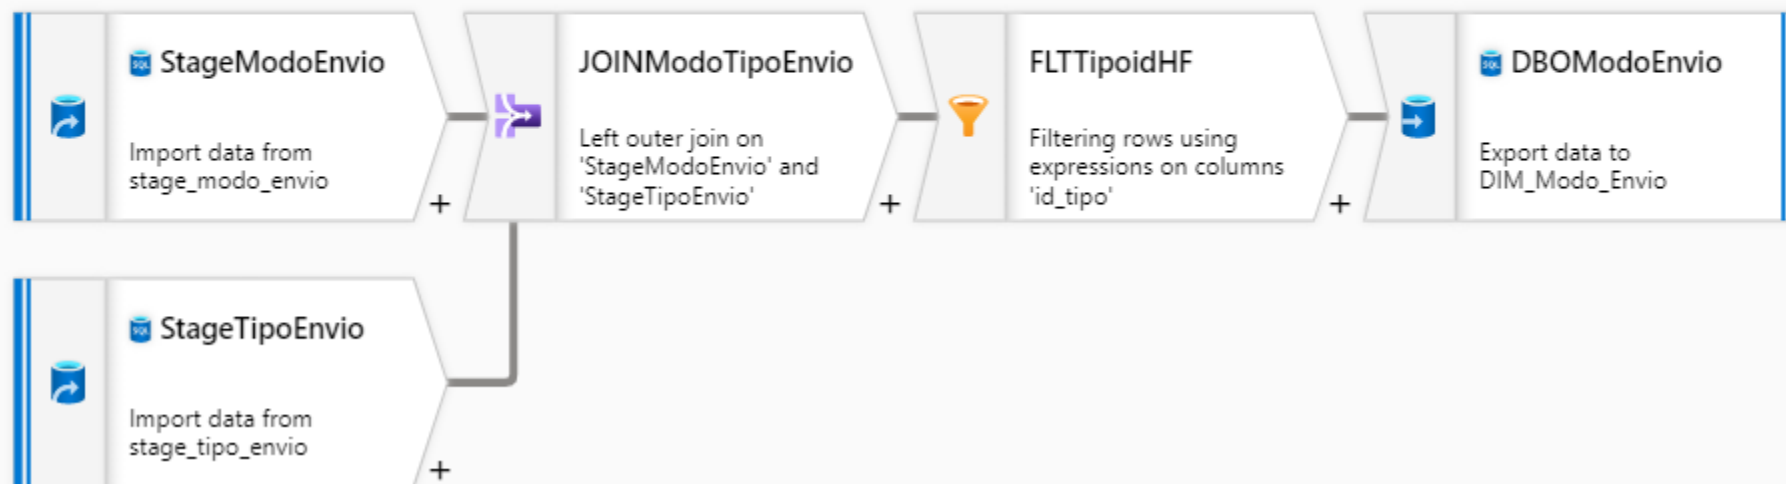 StageModoEnvio
Import data from
stage_modo_envio
+
JOINModoTipoEnvio
Left outer join on
'StageModoEnvio' and
'StageTipoEnvio'
+
FLTTipoidHF
Filtering rows using
expressions on columns
'id_tipo'
+
DBOModoEnvio
Export data to
DIM_Modo_Envio
StageTipoEnvio
Import data from
stage_tipo_envio
+